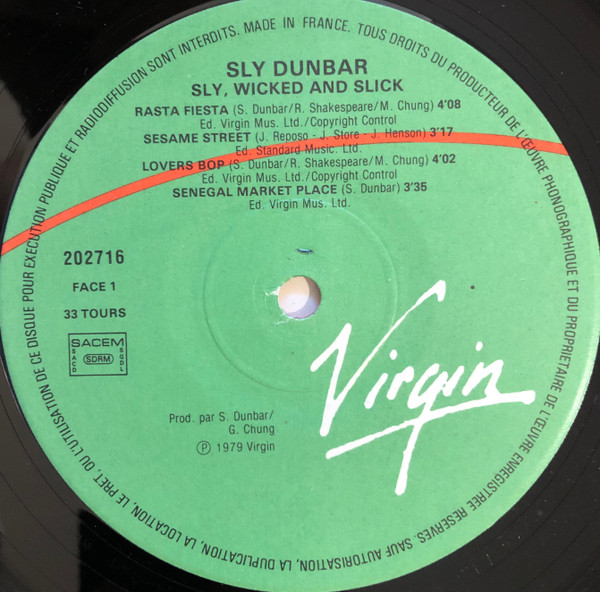 TOUS DROITS DU PRODUCTEUR DE L'ŒUVRE PHONOGRAPHIQUE ET DU PROPRIETAIRE DE L'ŒUVRE ENREGISTREE RESERVES. SAUF AUTORISATION, LA DUPLICATION, LA LOCATION, LE PRET, OU L'UTILISATION DE CE DISQUE POUR EXECUTION PUBLIQUE ET RADIODIFFUSION SONT INTERDITS. MADE IN FRANCE.
SLY DUNBAR
SLY, WICKED AND SLICK
RASTA FIESTA (S. Dunbar/R. Shakespeare/M. Chung) 4'08
Ed. Virgin Mus. Ltd./Copyright Control
SESAME STREET (J. Reposo - J. Store - J. Henson) 3'17
Ed. Standard Music. Ltd.
LOVERS BOP (S. Dunbar/R. Shakespeare/M. Chung) 4'02
Ed. Virgin Mus. Ltd./Copyright Control
SENEGAL MARKET PLACE (S. Dunbar) 3'35
Ed. Virgin Mus. Ltd.
202716
FACE 1
33 TOURS
SACEM
SACD
SDRM
SGDL
Virgin
Prod. par S. Dunbar/
G. Chung
Ⓟ 1979 Virgin